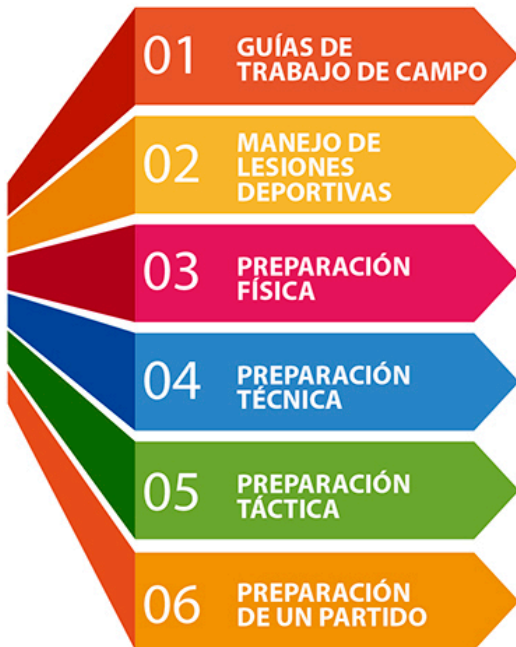 01
GUÍAS DE
TRABAJO DE CAMPO
02
MANEJO DE
LESIONES
DEPORTIVAS
03
PREPARACIÓN
FÍSICA
04
PREPARACIÓN
TÉCNICA
05
PREPARACIÓN
TÁCTICA
06
PREPARACIÓN
DE UN PARTIDO